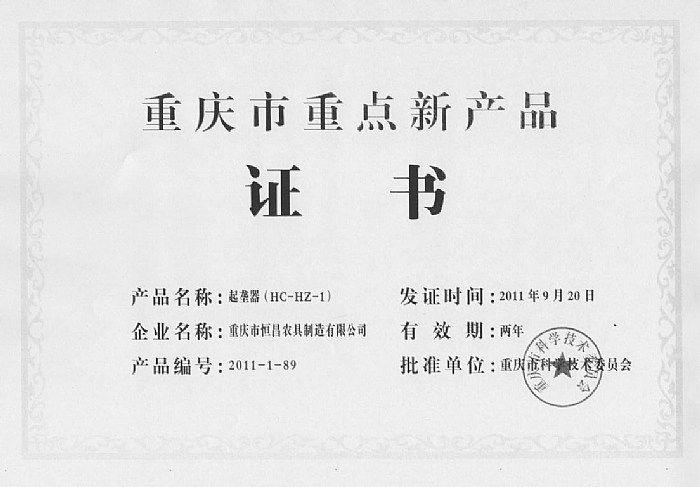 重庆市重点新产品
证 书
产品名称：起垄器（HC-HZ-1）
企业名称：重庆市恒昌农具制造有限公司
产品编号：2011-1-89
发证时间：2011年9月20日
有 效 期：两年
批准单位：重庆市科学技术委员会
重庆市科学技术委员会